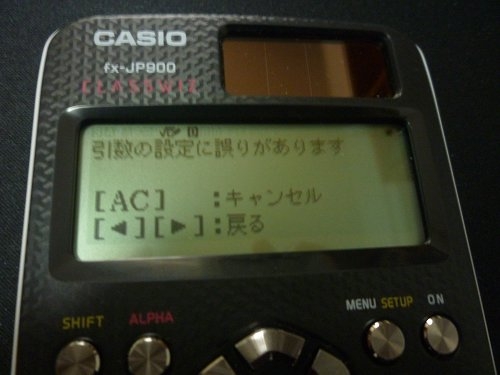 CASIO
fx-JP900
CLASSWIZ
√▱ D
引数の設定に誤りがあります
[AC] :キャンセル
[◀][▶]:戻る
SHIFT ALPHA MENU SETUP ON